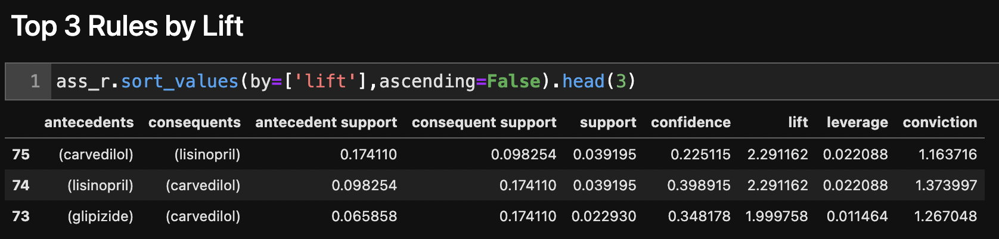 Top 3 Rules by Lift
1 ass_r.sort_values(by=['lift'],ascending=False).head(3)
antecedents consequents antecedent support consequent support support confidence lift leverage conviction
75 (carvedilol) (lisinopril) 0.174110 0.098254 0.039195 0.225115 2.291162 0.022088 1.163716
74 (lisinopril) (carvedilol) 0.098254 0.174110 0.039195 0.398915 2.291162 0.022088 1.373997
73 (glipizide) (carvedilol) 0.065858 0.174110 0.022930 0.348178 1.999758 0.011464 1.267048